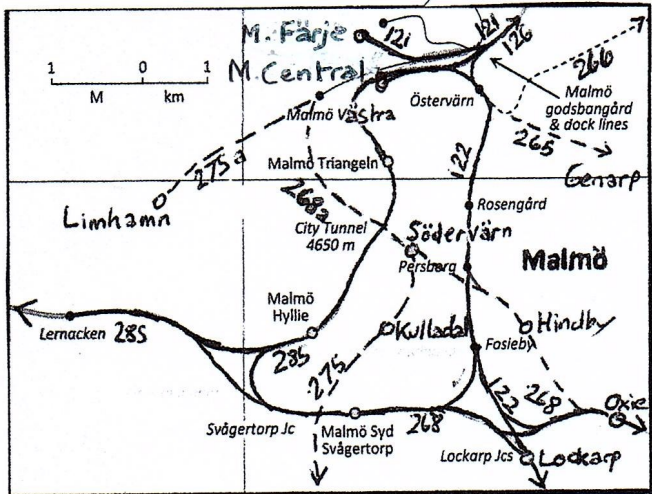 M. Färje
121
121
126
M Central
266
1 0 1
M km
Östervärn
Malmö
godsbangård
& dock lines
Malmö Västra
265
275a
Malmö Triangeln
122
Genarp
Limhamn
268a
Rosengård
City Tunnel
4650 m
Södervärn
Persborg
Malmö
Malmö
Hyllie
Lernacken
285
285
Kulladal
Hindby
Fosieby
275
122
268
Oxie
Svågertorp Jc
Malmö Syd
Svågertorp
268
Lockarp Jcs
Lockarp